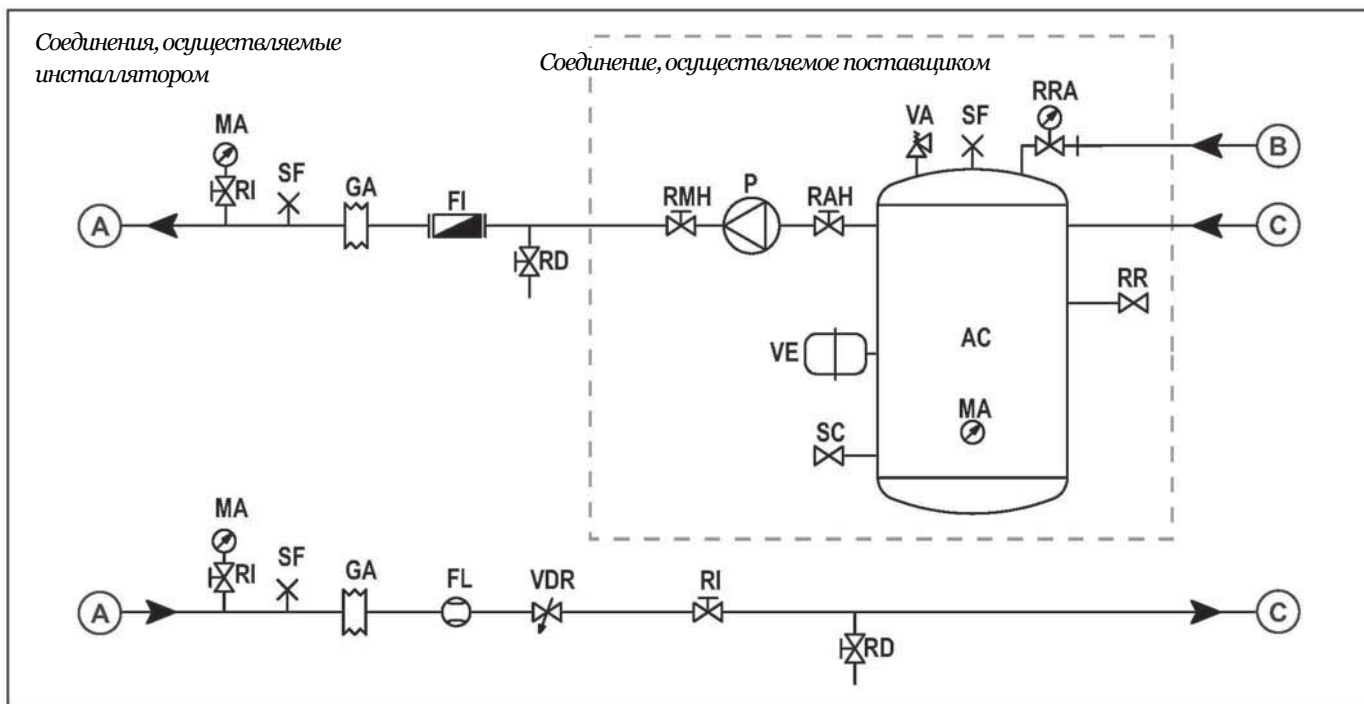 Соединения, осуществляемые
инсталлятором
Соединение, осуществляемое поставщиком
RRA
VA SF
MA
B
SF GA FI RMH P RAH
RI
A
C
RD
RR
VE
AC
MA
SC
MA
SF GA FL VDR RI
RI
A
C
RD